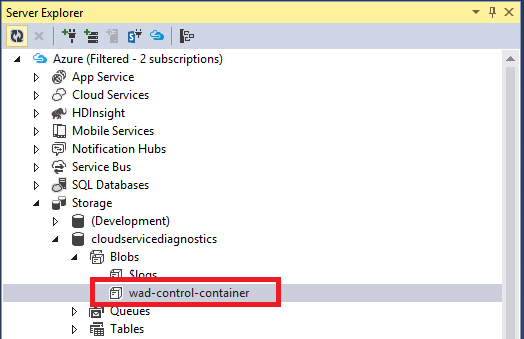 Server Explorer
Azure (Filtered - 2 subscriptions)
App Service
Cloud Services
HDInsight
Mobile Services
Notification Hubs
Service Bus
SQL Databases
Storage
(Development)
cloudservicediagnostics
Blobs
$logs
wad-control-container
Queues
Tables